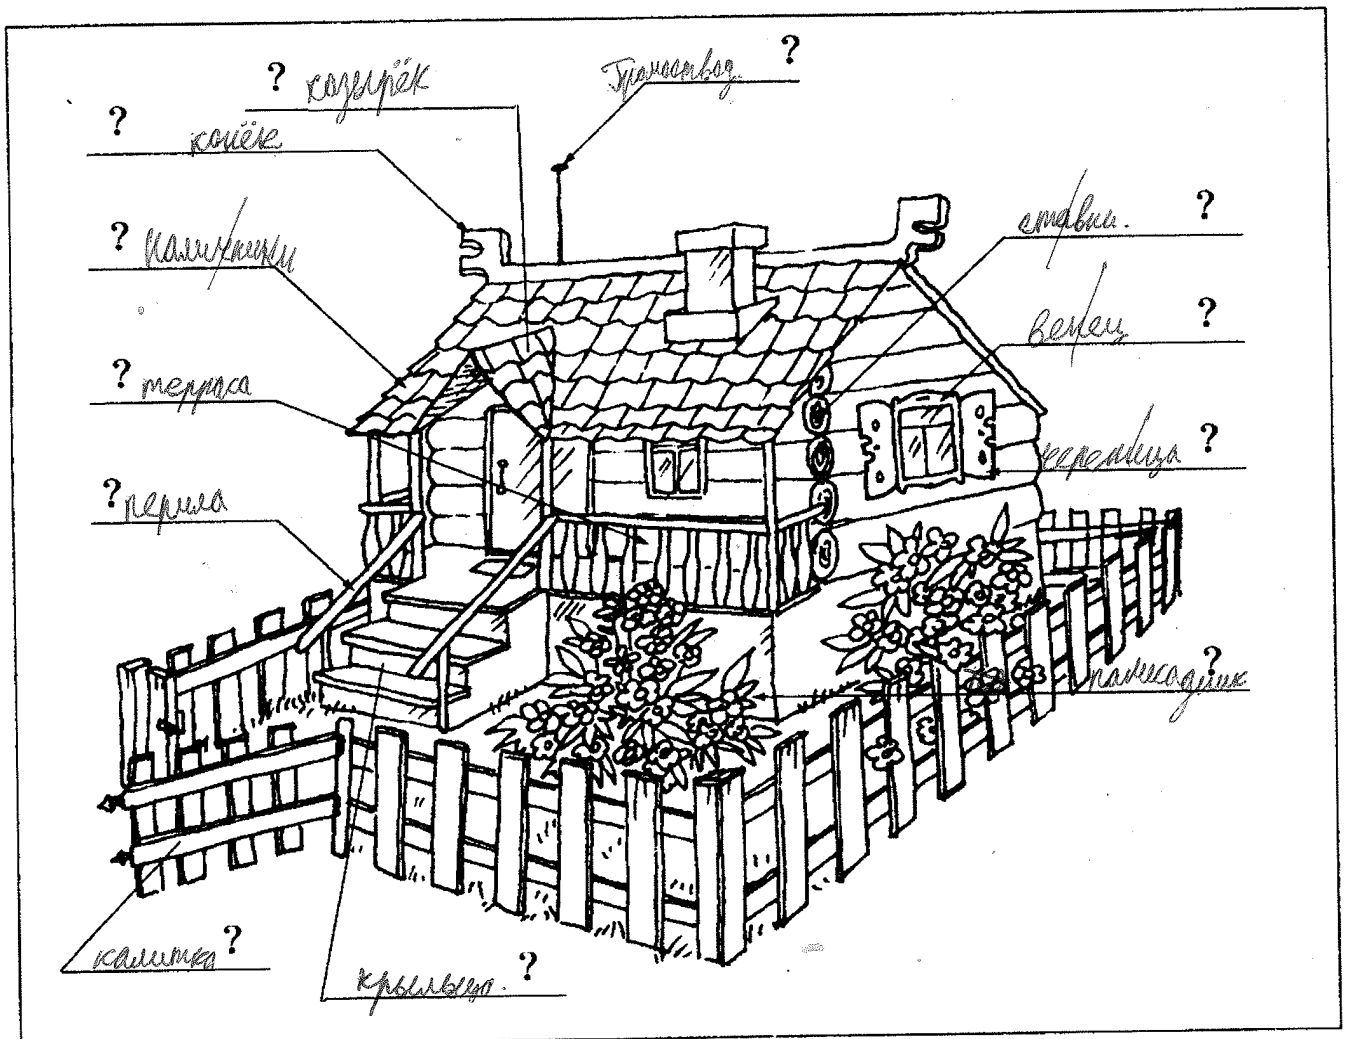 ? козырёк
Громоотвод. ?
? конёк
? наличники
ставни. ?
венец ?
? терраса
черепица ?
? перила
палисадник ?
калитка ?
крыльцо. ?